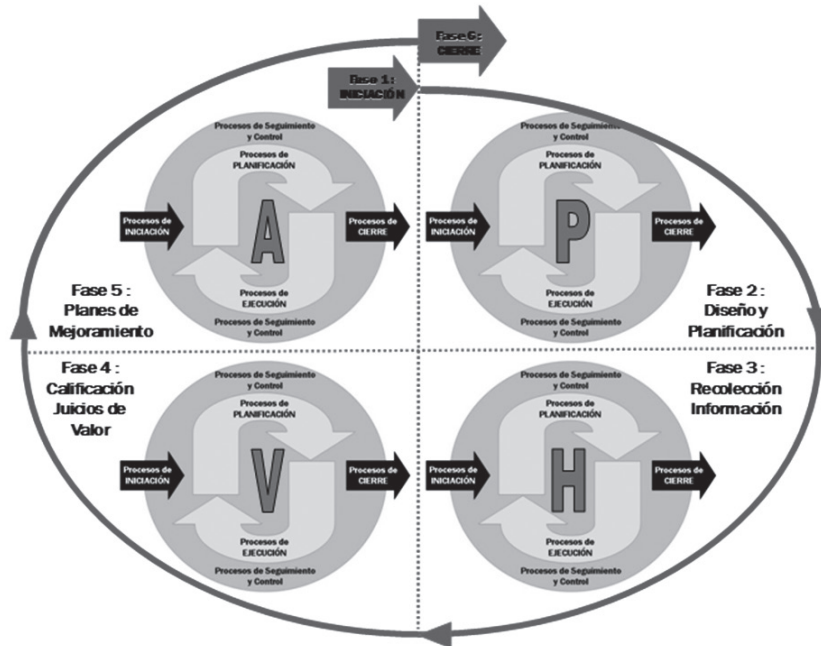 Fase 6:
CIERRE
Fase 1:
INICIACIÓN
Procesos de Seguimiento
y Control
Procesos de
PLANIFICACIÓN
Procesos de
INICIACIÓN
A
Procesos de
CIERRE
Procesos de
EJECUCIÓN
Procesos de Seguimiento
y Control
Fase 5 :
Planes de
Mejoramiento
Procesos de Seguimiento
y Control
Procesos de
PLANIFICACIÓN
Procesos de
INICIACIÓN
P
Procesos de
CIERRE
Procesos de
EJECUCIÓN
Procesos de Seguimiento
y Control
Fase 2 :
Diseño y
Planificación
Fase 4 :
Calificación
Juicios de
Valor
Procesos de Seguimiento
y Control
Procesos de
PLANIFICACIÓN
Procesos de
INICIACIÓN
V
Procesos de
CIERRE
Procesos de
EJECUCIÓN
Procesos de Seguimiento
y Control
Fase 3 :
Recolección
Información
Procesos de Seguimiento
y Control
Procesos de
PLANIFICACIÓN
Procesos de
INICIACIÓN
H
Procesos de
CIERRE
Procesos de
EJECUCIÓN
Procesos de Seguimiento
y Control